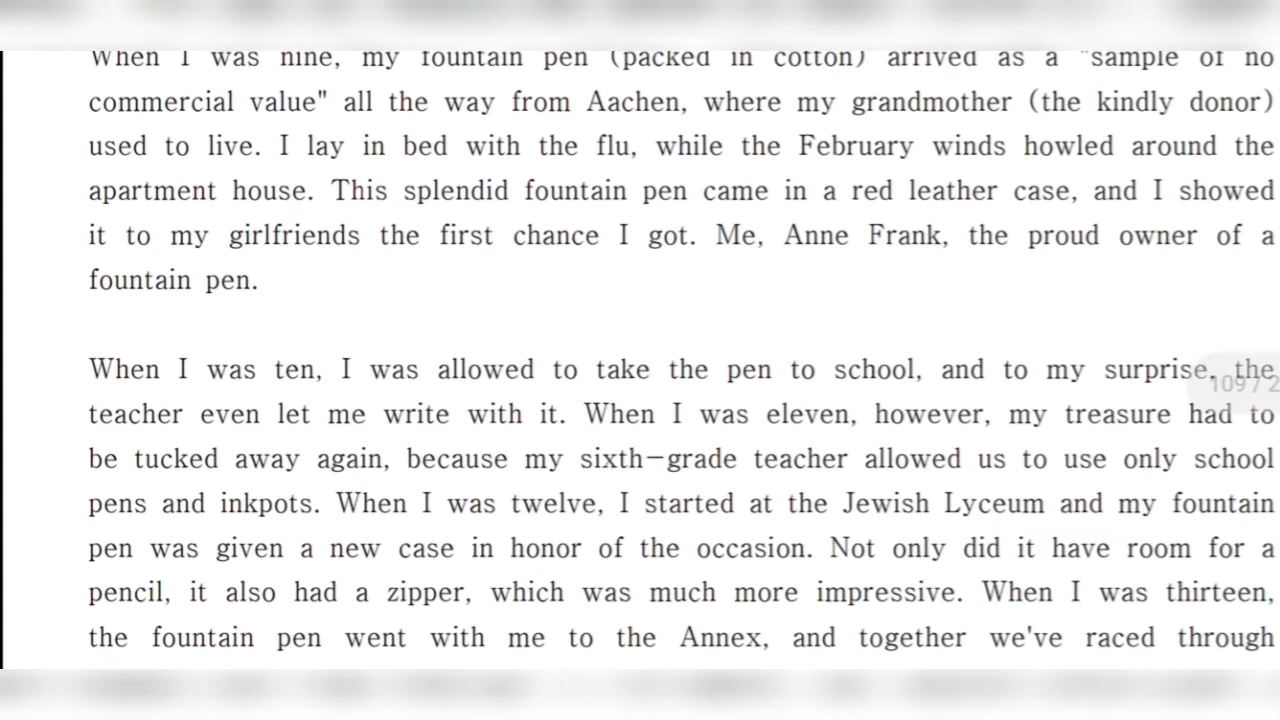 When I was nine, my fountain pen (packed in cotton) arrived as a "sample of no
commercial value" all the way from Aachen, where my grandmother (the kindly donor)
used to live. I lay in bed with the flu, while the February winds howled around the
apartment house. This splendid fountain pen came in a red leather case, and I showed
it to my girlfriends the first chance I got. Me, Anne Frank, the proud owner of a
fountain pen.
When I was ten, I was allowed to take the pen to school, and to my surprise, the
109 / 2
teacher even let me write with it. When I was eleven, however, my treasure had to
be tucked away again, because my sixth-grade teacher allowed us to use only school
pens and inkpots. When I was twelve, I started at the Jewish Lyceum and my fountain
pen was given a new case in honor of the occasion. Not only did it have room for a
pencil, it also had a zipper, which was much more impressive. When I was thirteen,
the fountain pen went with me to the Annex, and together we've raced through